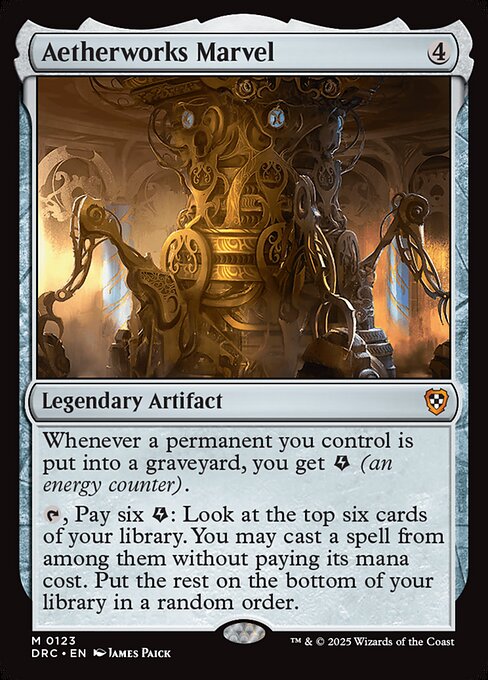 Aetherworks Marvel 4
Legendary Artifact
Whenever a permanent you control is
put into a graveyard, you get (an
energy counter).
, Pay six : Look at the top six cards
of your library. You may cast a spell from
among them without paying its mana
cost. Put the rest on the bottom of your
library in a random order.
M 0123
DRC • EN James Paick
™ & © 2025 Wizards of the Coast